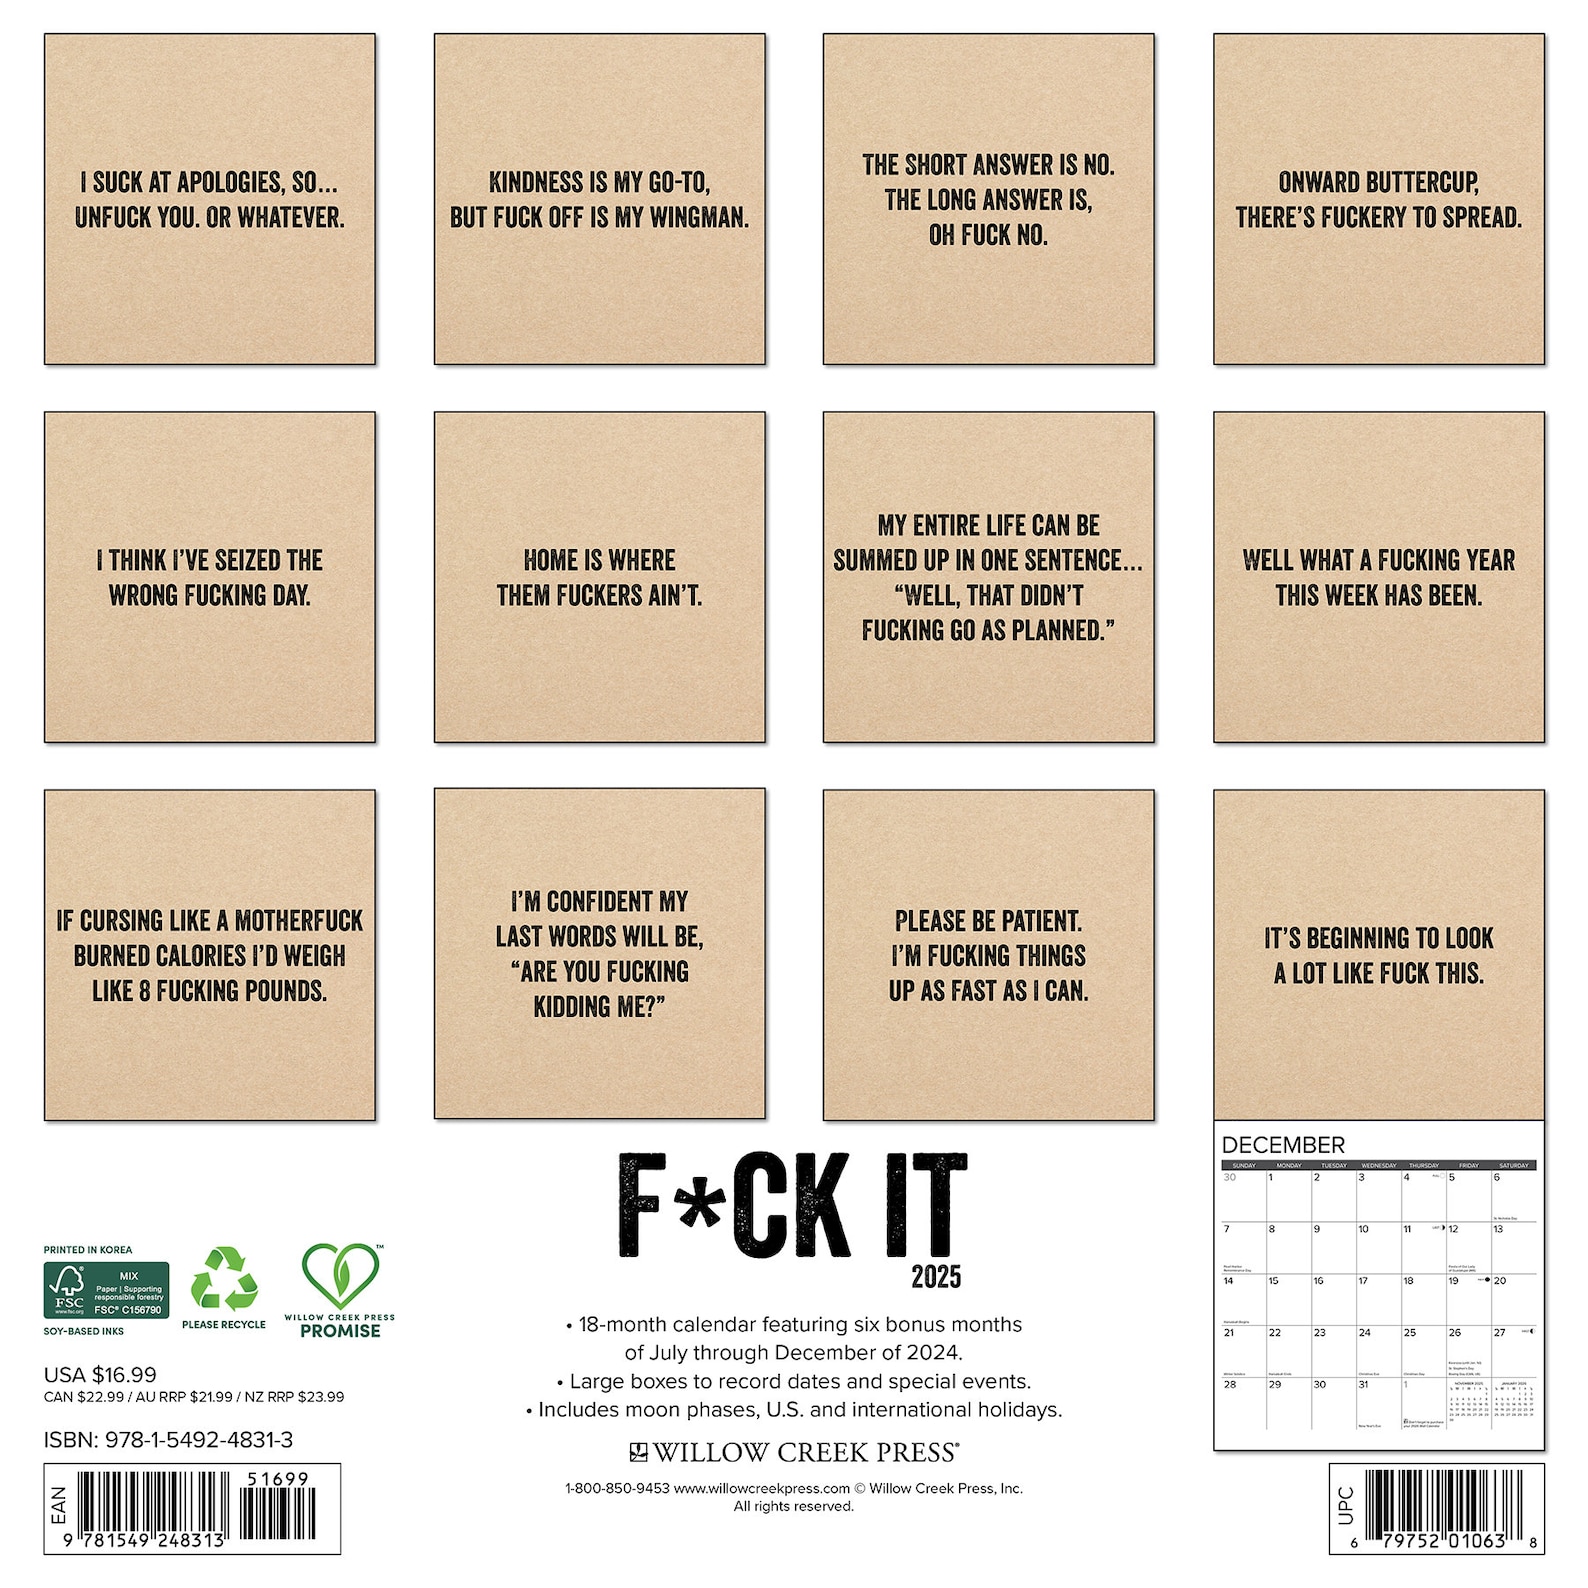 I SUCK AT APOLOGIES, SO...
UNFUCK YOU. OR WHATEVER.
KINDNESS IS MY GO-TO,
BUT FUCK OFF IS MY WINGMAN.
THE SHORT ANSWER IS NO.
THE LONG ANSWER IS,
OH FUCK NO.
ONWARD BUTTERCUP,
THERE'S FUCKERY TO SPREAD.
I THINK I'VE SEIZED THE
WRONG FUCKING DAY.
HOME IS WHERE
THEM FUCKERS AIN'T.
MY ENTIRE LIFE CAN BE
SUMMED UP IN ONE SENTENCE...
“WELL, THAT DIDN'T
FUCKING GO AS PLANNED.”
WELL WHAT A FUCKING YEAR
THIS WEEK HAS BEEN.
IF CURSING LIKE A MOTHERFUCK
BURNED CALORIES I'D WEIGH
LIKE 8 FUCKING POUNDS.
I'M CONFIDENT MY
LAST WORDS WILL BE,
“ARE YOU FUCKING
KIDDING ME?”
PLEASE BE PATIENT.
I'M FUCKING THINGS
UP AS FAST AS I CAN.
IT'S BEGINNING TO LOOK
A LOT LIKE FUCK THIS.
DECEMBER
SUNDAY MONDAY TUESDAY WEDNESDAY THURSDAY FRIDAY SATURDAY
30 1 2 3 4 5 6
7 8 9 10 11 12 13
14 15 16 17 18 19 20
21 22 23 24 25 26 27
28 29 30 31 1
NOVEMBER 2025 JANUARY 2026
F*CK IT
2025
• 18-month calendar featuring six bonus months
of July through December of 2024.
• Large boxes to record dates and special events.
• Includes moon phases, U.S. and international holidays.
WILLOW CREEK PRESS®
1-800-850-9453 www.willowcreekpress.com © Willow Creek Press, Inc.
All rights reserved.
PRINTED IN KOREA
FSC
www.fsc.org
MIX
Paper | Supporting
responsible forestry
FSC® C156790
SOY-BASED INKS
PLEASE RECYCLE
™
WILLOW CREEK PRESS
PROMISE
USA $16.99
CAN $22.99 / AU RRP $21.99 / NZ RRP $23.99
ISBN: 978-1-5492-4831-3
EAN
9 781549 248313
51699
UPC
6 79752 01063 8